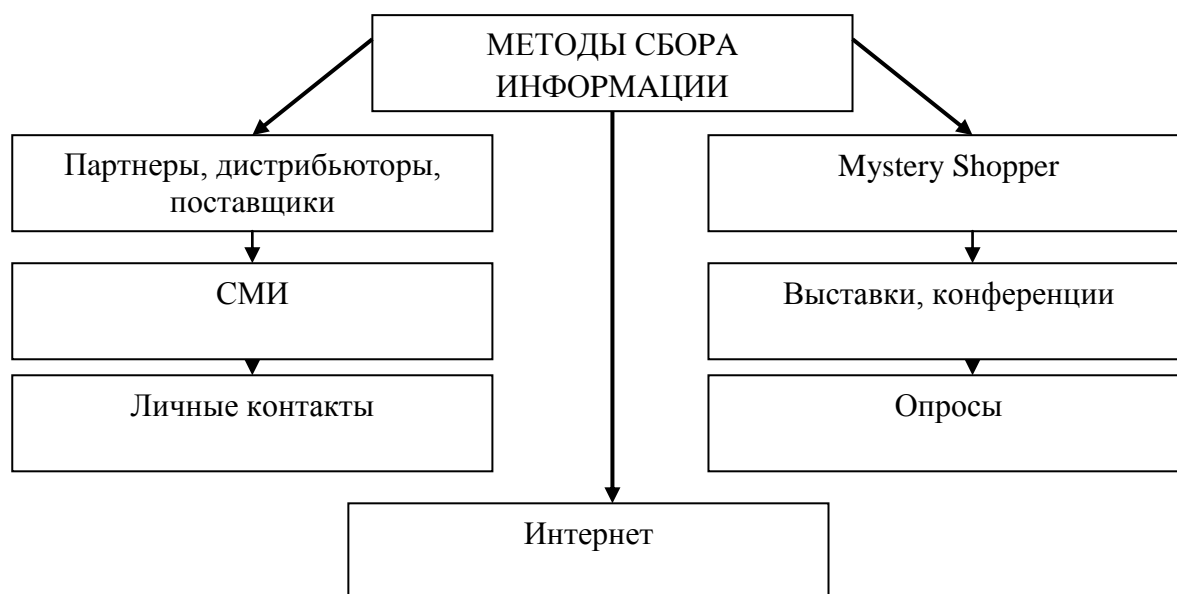 МЕТОДЫ СБОРА
ИНФОРМАЦИИ
Партнеры, дистрибьюторы,
поставщики
Mystery Shopper
СМИ
Выставки, конференции
Личные контакты
Опросы
Интернет